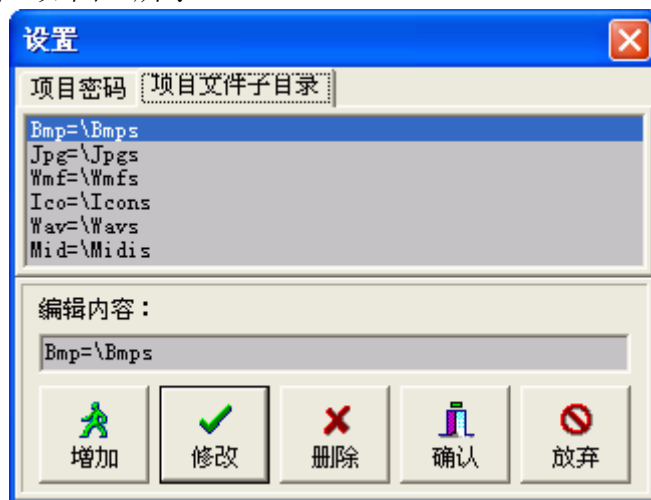 设置
项目密码 项目文件子目录
Bmp=\Bmps
Jpg=\Jpgs
Wmf=\Wmfs
Ico=\Icons
Wav=\Wavs
Mid=\Midis
编辑内容：
Bmp=\Bmps
增加 修改 删除 确认 放弃